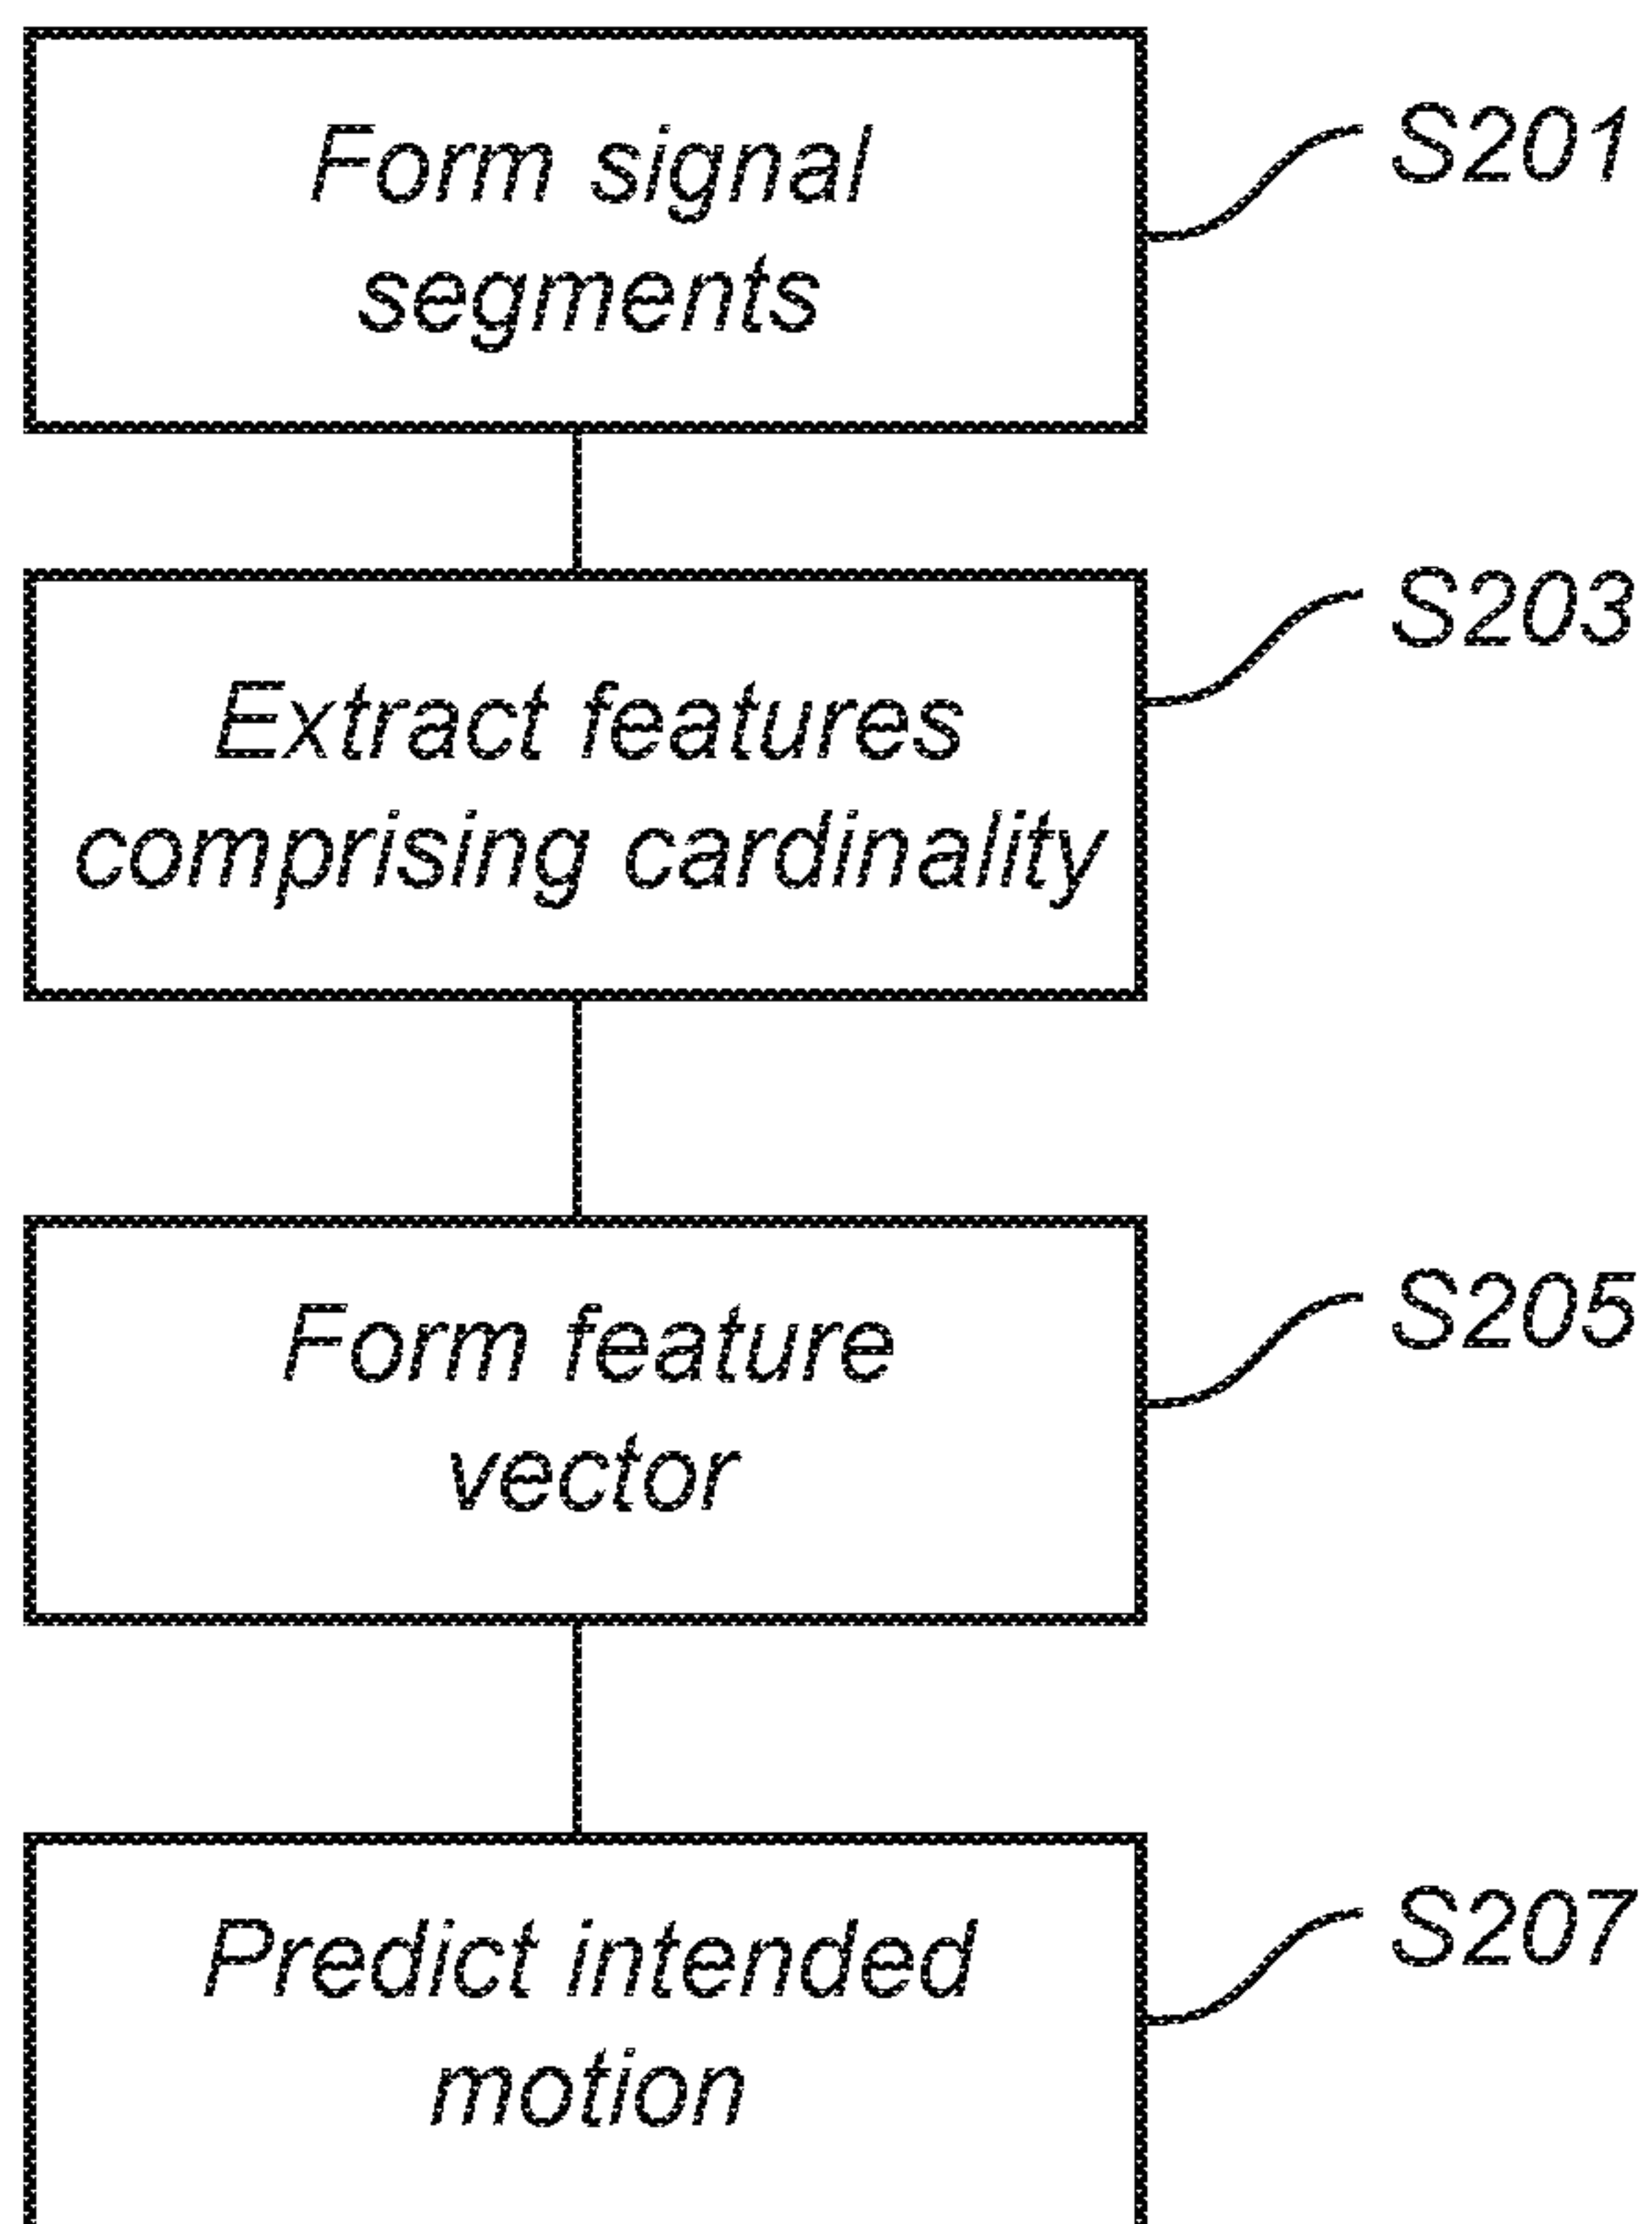 Form signal
segments
S201
Extract features
comprising cardinality
S203
Form feature
vector
S205
Predict intended
motion
S207